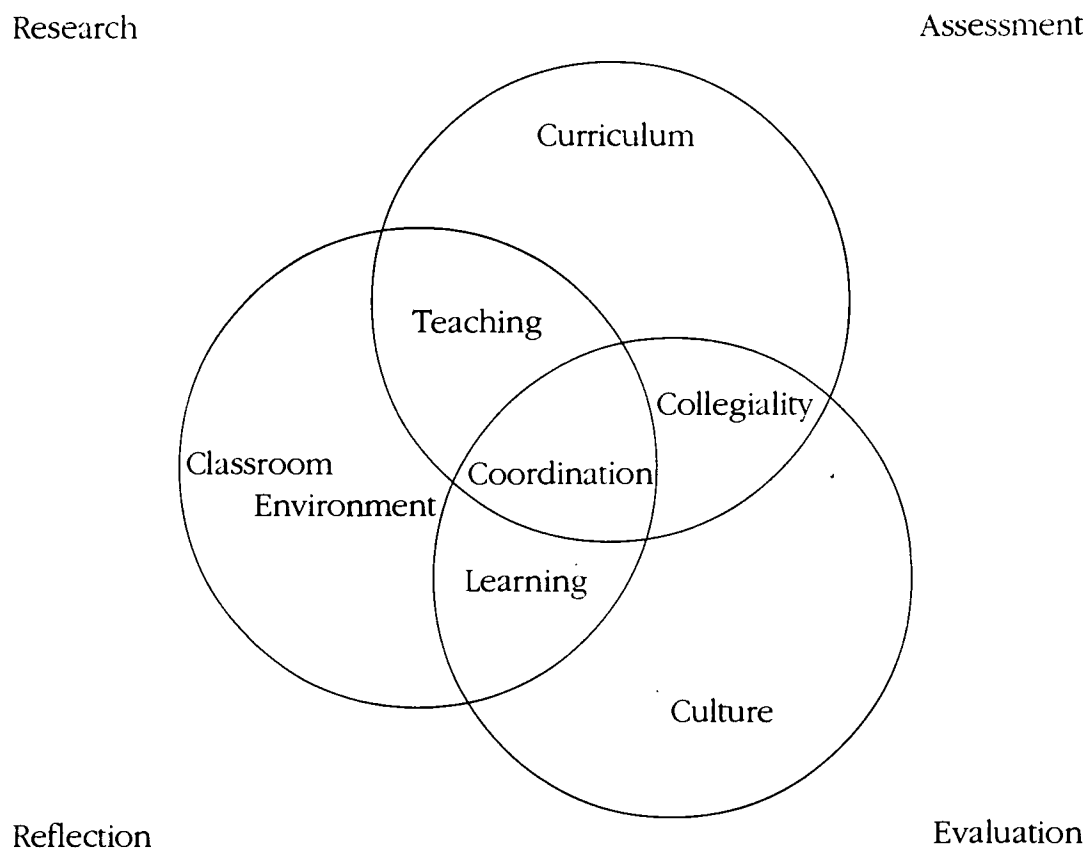 Research
Assessment
Curriculum
Teaching
Collegiality
Classroom
Environment
Coordination
Learning
Culture
Reflection
Evaluation